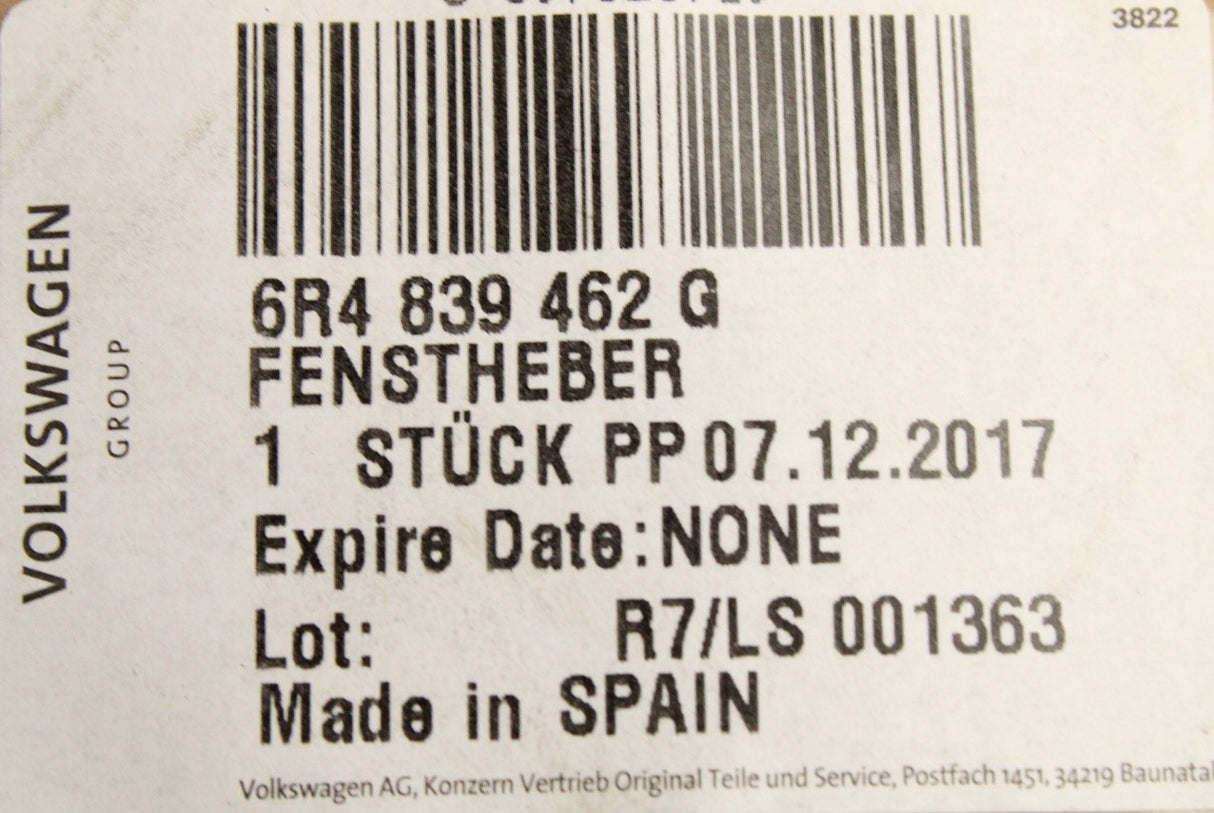 3822
6R4 839 462 G
FENSTHEBER
1 STÜCK PP 07.12.2017
Expire Date:NONE
Lot: R7/LS 001363
Made in SPAIN
Volkswagen AG, Konzern Vertrieb Original Teile und Service, Postfach 1451, 34219 Baunatal
VOLKSWAGEN
GROUP